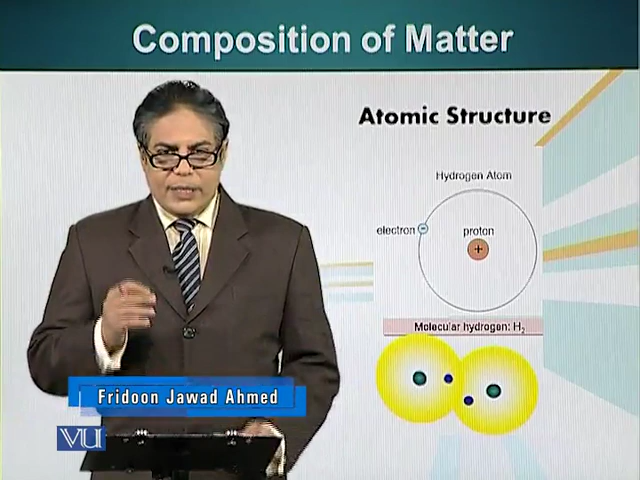 Composition of Matter
Atomic Structure
Hydrogen Atom
electron
−
proton
+
Molecular hydrogen: H₂
Fridoon Jawad Ahmed
VU